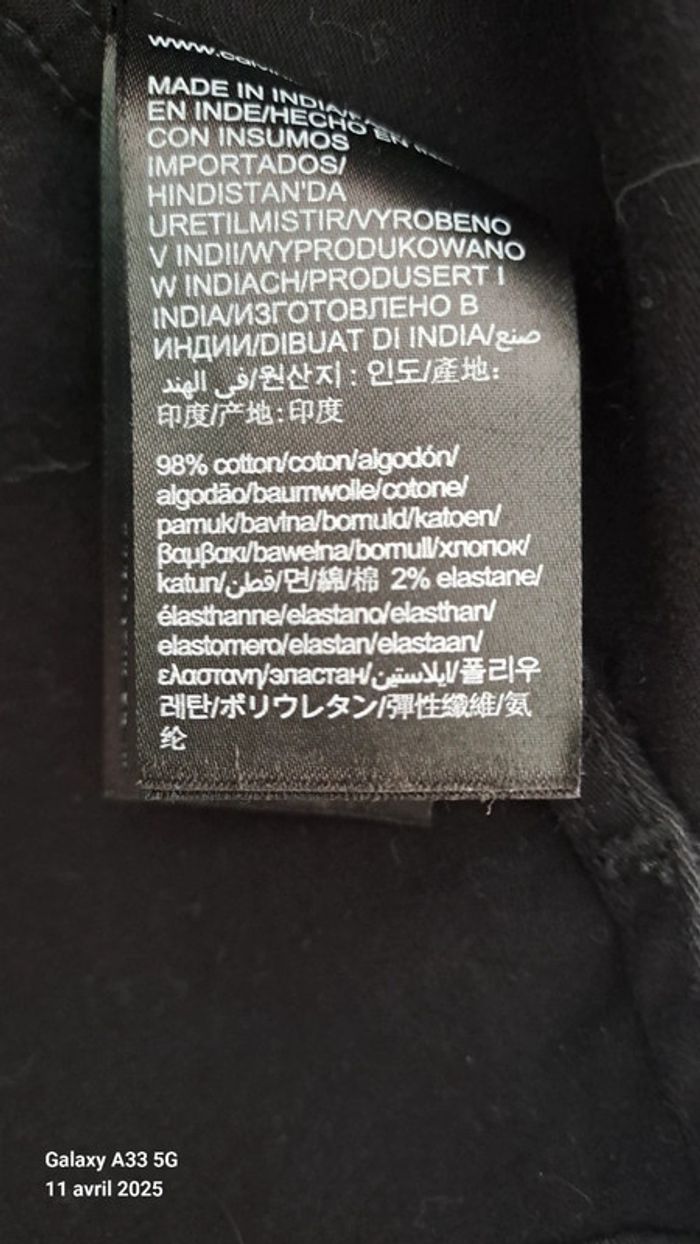 www.
MADE IN INDIA/
EN INDE/HECHO EN
CON INSUMOS
IMPORTADOS/
HINDISTAN'DA
URETILMISTIR/VYROBENO
V INDII/WYPRODUKOWANO
W INDIACH/PRODUSERT I
INDIA/ИЗГОТОВЛЕНО В
ИНДИИ/DIBUAT DI INDIA/صنع
في الهند/원산지 : 인도/產地:
印度/产地:印度
98% cotton/coton/algodón/
algodão/baumwolle/cotone/
pamuk/bavlna/bomuld/katoen/
βαμβακι/bawełna/bomull/хлопок/
katun/قطن/면/綿/棉 2% elastane/
élasthanne/elastano/elasthan/
elastomero/elastan/elastaan/
ελαστανη/эластан/ايلاستين/폴리우
레탄/ポリウレタン/彈性纖維/氨
纶
Galaxy A33 5G
11 avril 2025